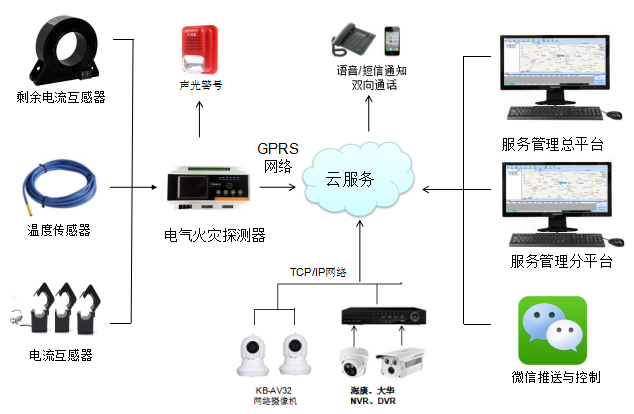 剩余电流互感器
声光警号
语音/短信通知
双向通话
服务管理总平台
GPRS
网络
云服务
温度传感器
电气火灾探测器
服务管理分平台
TCP/IP网络
电流互感器
KB-AV32
网络摄像机
海康、大华
NVR、DVR
微信推送与控制